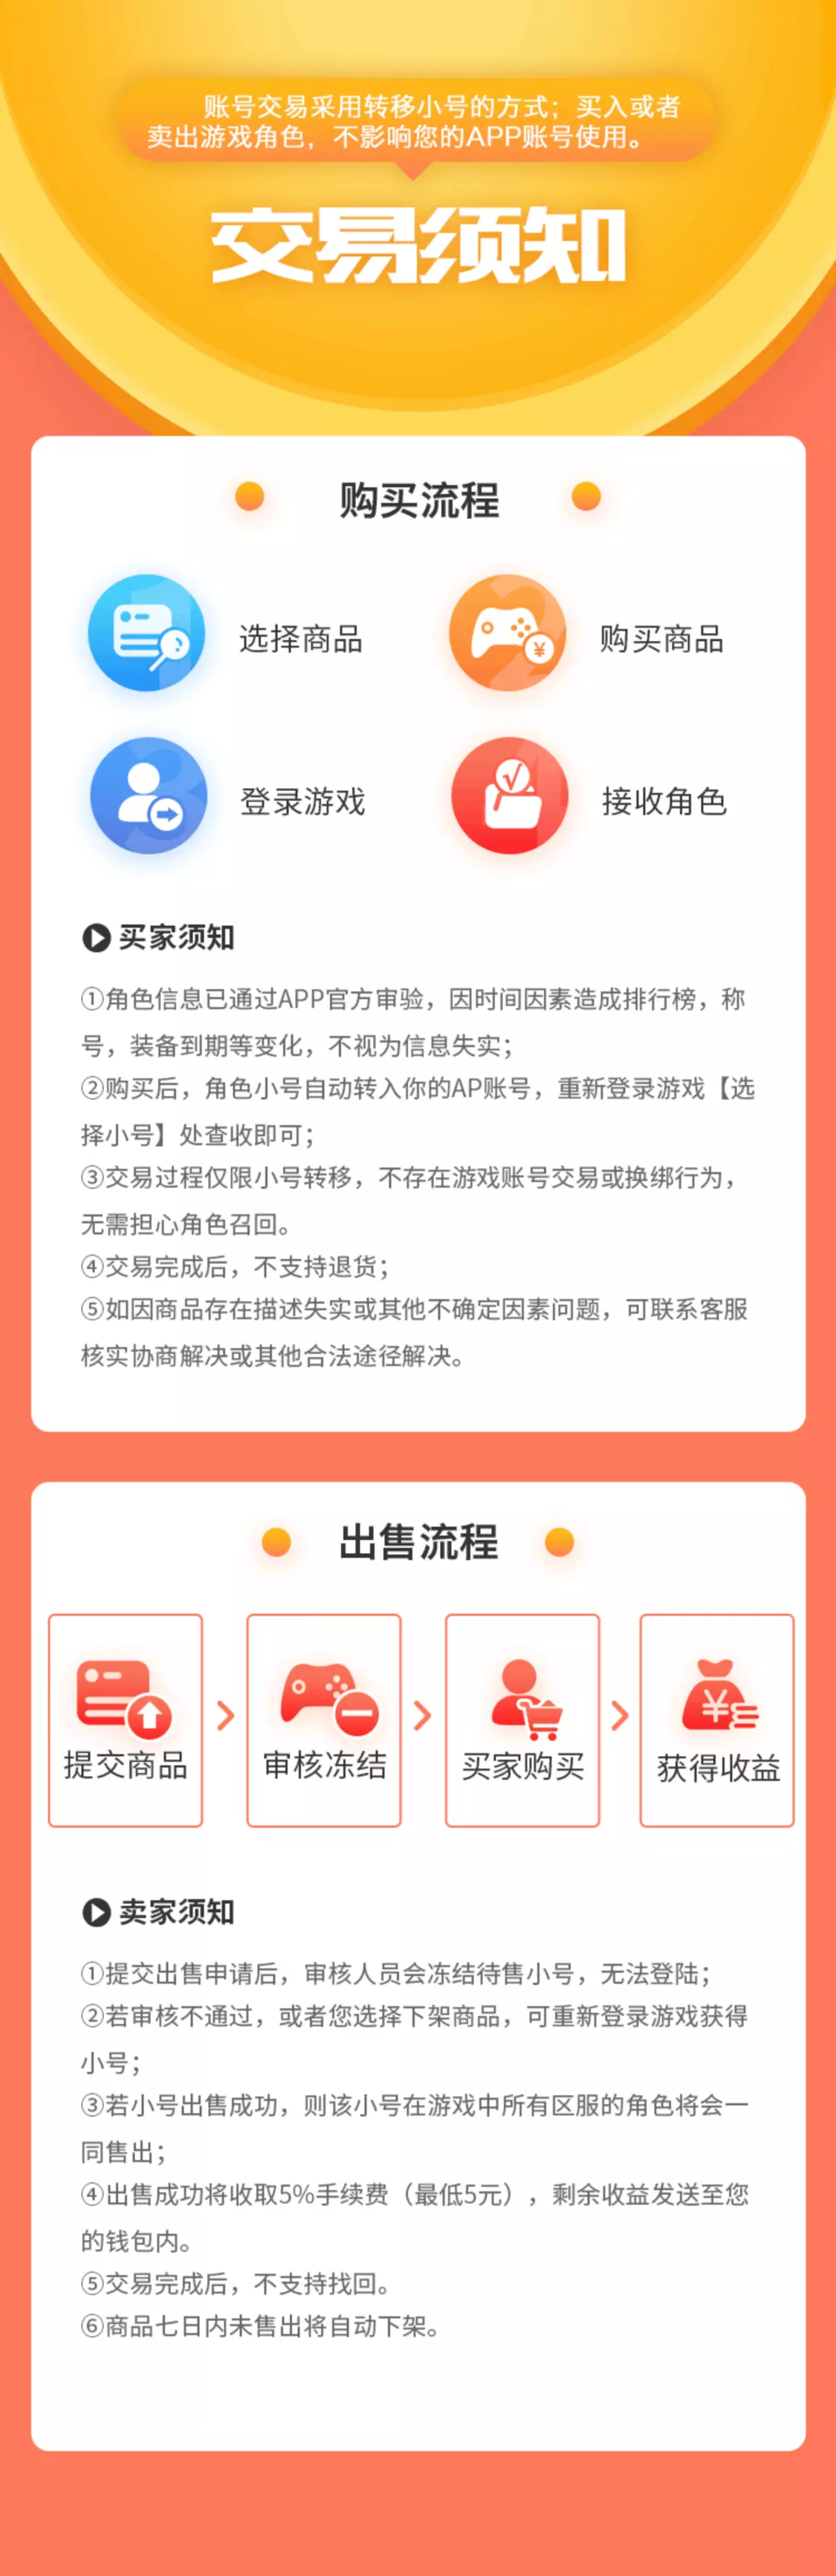 账号交易采用转移小号的方式；买入或者
卖出游戏角色，不影响您的APP账号使用。
交易须知
购买流程
选择商品
购买商品
登录游戏
接收角色
买家须知
①角色信息已通过APP官方审验，因时间因素造成排行榜，称
号，装备到期等变化，不视为信息失实；
②购买后，角色小号自动转入你的AP账号，重新登录游戏【选
择小号】处查收即可；
③交易过程仅限小号转移，不存在游戏账号交易或换绑行为，
无需担心角色召回。
④交易完成后，不支持退货；
⑤如因商品存在描述失实或其他不确定因素问题，可联系客服
核实协商解决或其他合法途径解决。
出售流程
提交商品
审核冻结
买家购买
获得收益
卖家须知
①提交出售申请后，审核人员会冻结待售小号，无法登陆；
②若审核不通过，或者您选择下架商品，可重新登录游戏获得
小号；
③若小号出售成功，则该小号在游戏中所有区服的角色将会一
同售出；
④出售成功将收取5%手续费（最低5元），剩余收益发送至您
的钱包内。
⑤交易完成后，不支持找回。
⑥商品七日内未售出将自动下架。